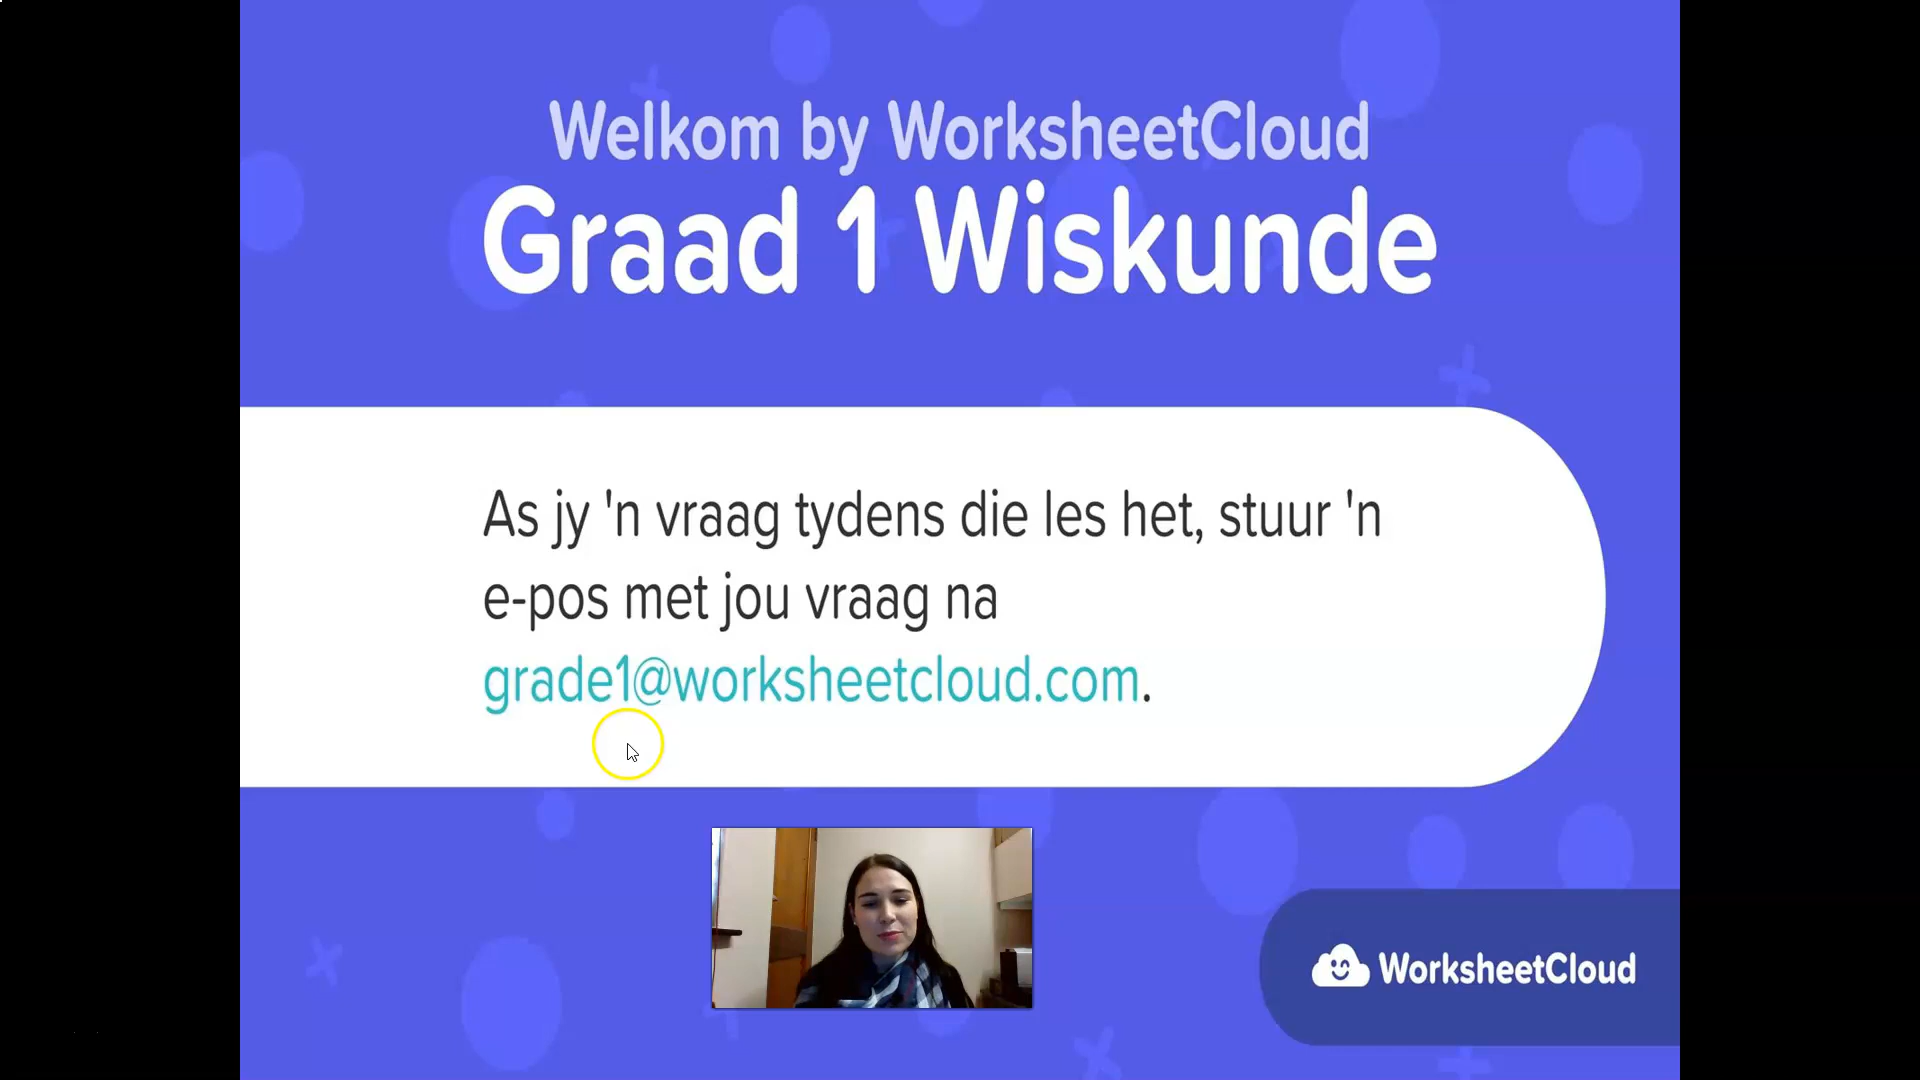 Welkom by WorksheetCloud
Graad 1 Wiskunde
As jy 'n vraag tydens die les het, stuur 'n
e-pos met jou vraag na
grade1@worksheetcloud.com.
WorksheetCloud